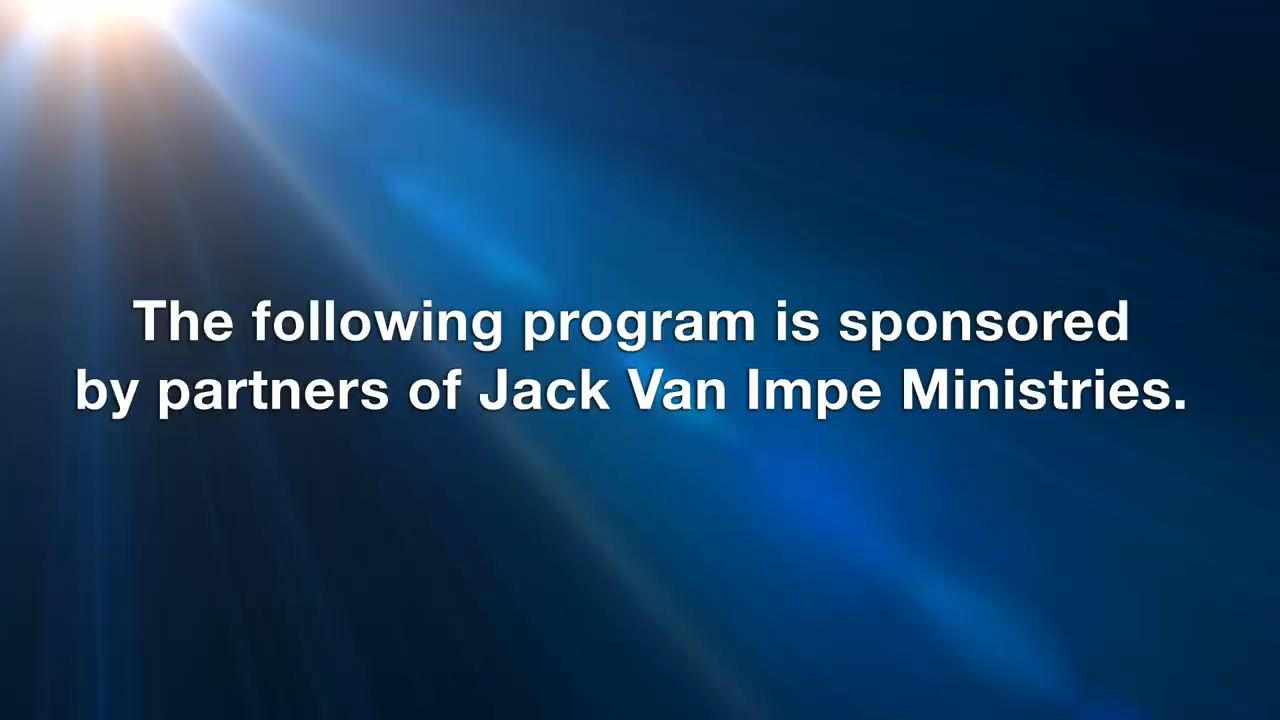 The following program is sponsored
by partners of Jack Van Impe Ministries.